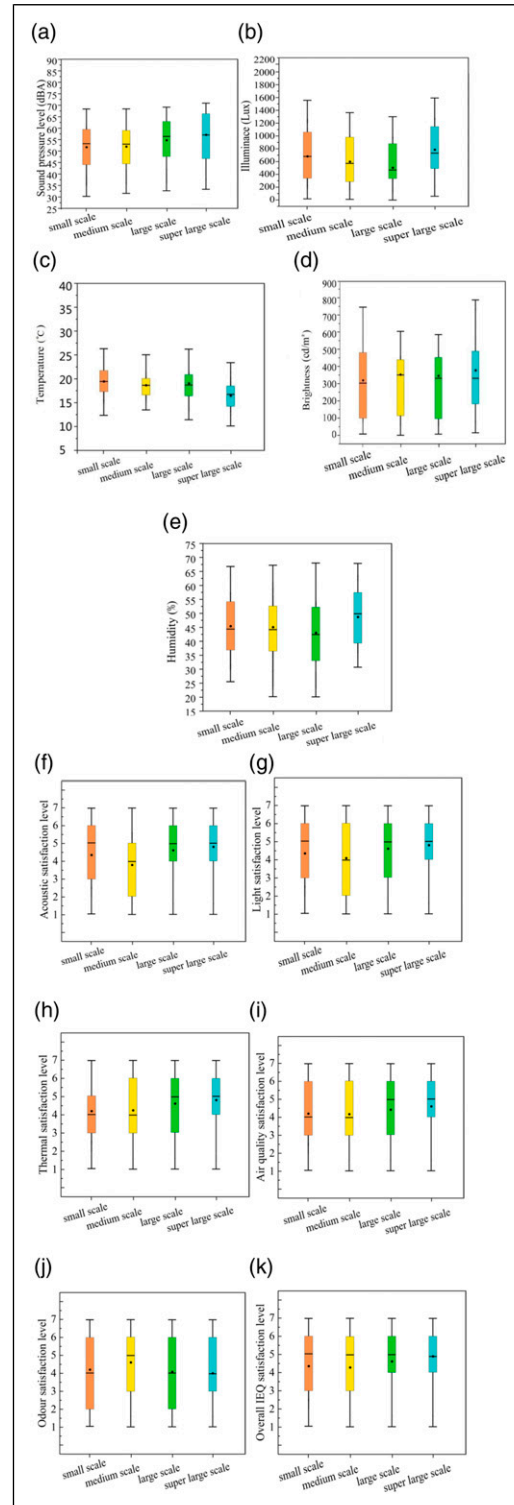 (a)
Sound pressure level (dBA)
75
70
65
60
55
50
45
40
35
30
25
small scale
medium scale
large scale
super large scale
(b)
Illuminace (Lux)
2200
2000
1800
1600
1400
1200
1000
800
600
400
200
0
small scale
medium scale
large scale
super large scale
(c)
Temperature (℃)
40
35
30
25
20
15
10
5
small scale
medium scale
large scale
super large scale
(d)
Brightness (cd/m²)
900
800
700
600
500
400
300
200
100
0
small scale
medium scale
large scale
super large scale
(e)
Humidity (%)
75
70
65
60
55
50
45
40
35
30
25
20
15
small scale
medium scale
large scale
super large scale
(f)
Acoustic satisfaction level
7
6
5
4
3
2
1
small scale
medium scale
large scale
super large scale
(g)
Light satisfaction level
7
6
5
4
3
2
1
small scale
medium scale
large scale
super large scale
(h)
Thermal satisfaction level
7
6
5
4
3
2
1
small scale
medium scale
large scale
super large scale
(i)
Air quality satisfaction level
7
6
5
4
3
2
1
small scale
medium scale
large scale
super large scale
(j)
Odour satisfaction level
7
6
5
4
3
2
1
small scale
medium scale
large scale
super large scale
(k)
Overall IEQ satisfaction level
7
6
5
4
3
2
1
small scale
medium scale
large scale
super large scale